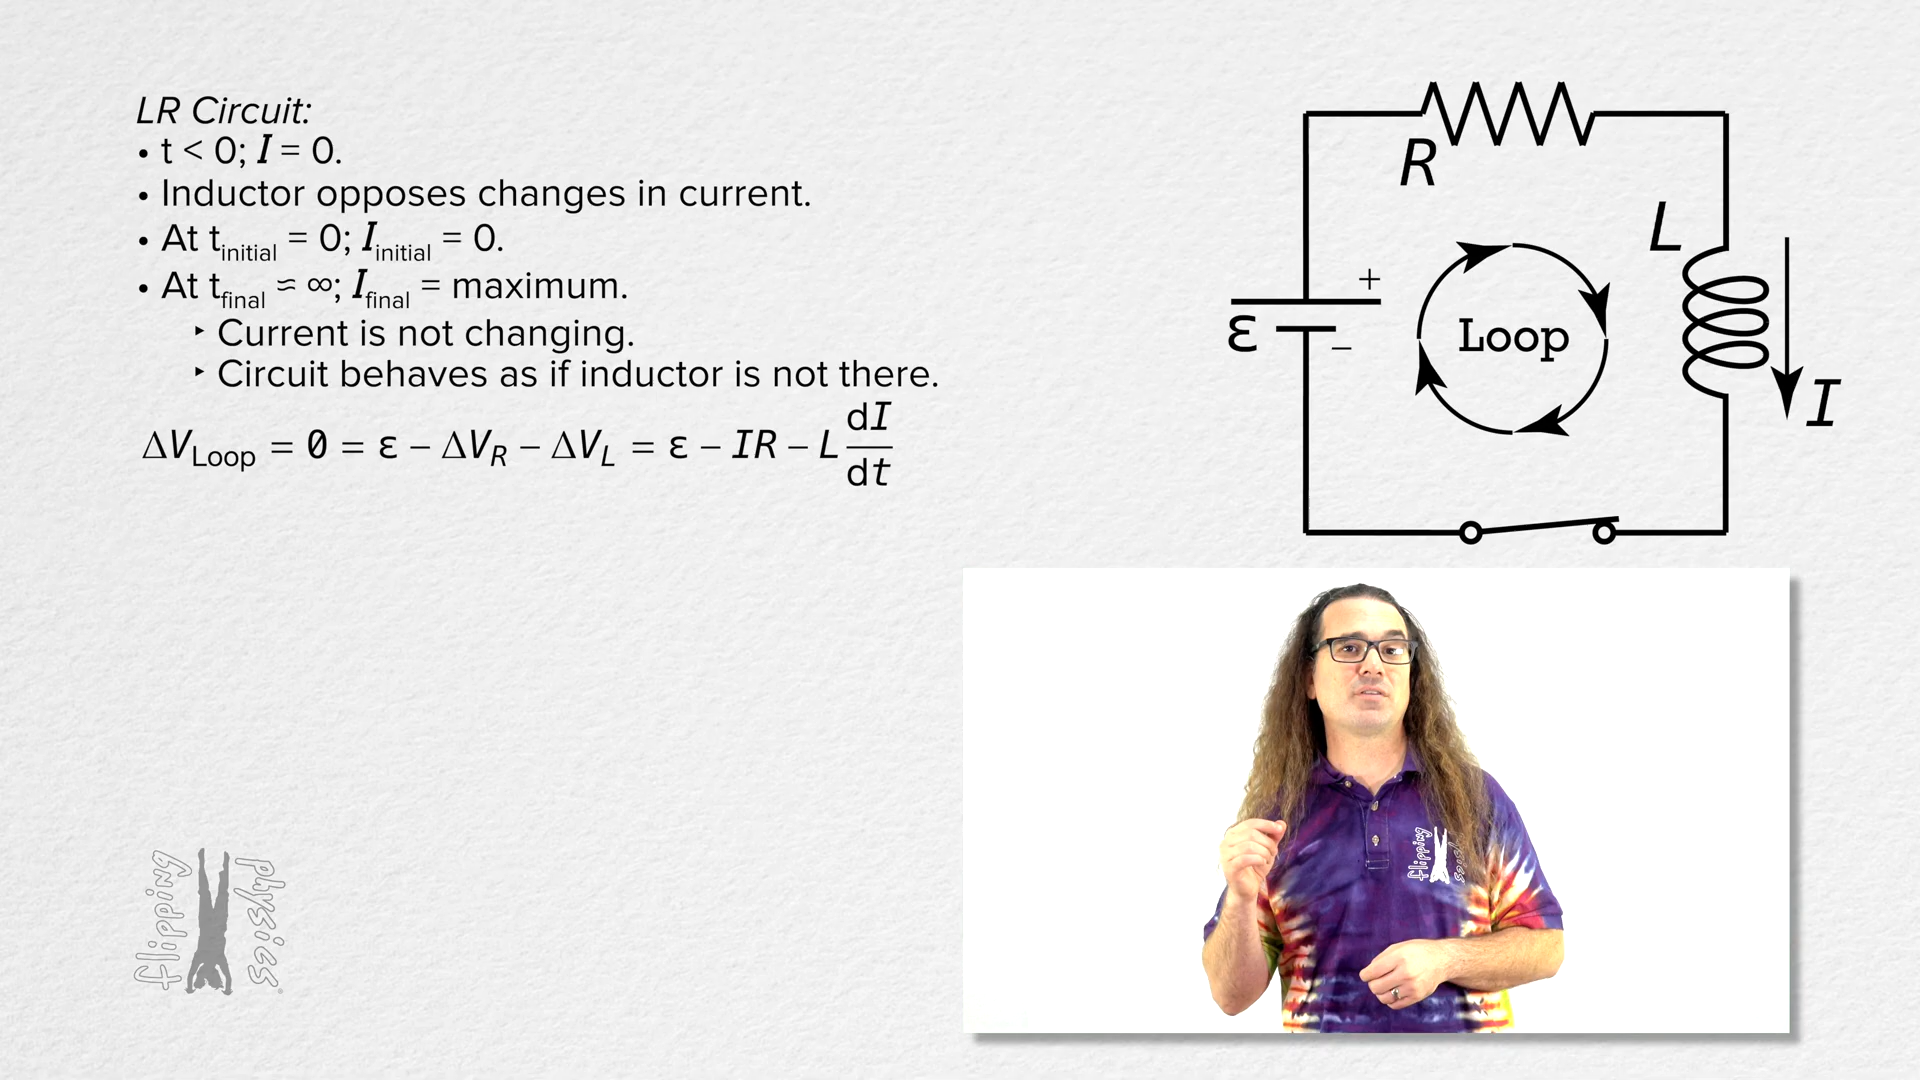 LR Circuit:
• t < 0; I = 0.
• Inductor opposes changes in current.
• At t_initial = 0; I_initial = 0.
• At t_final ≈ ∞; I_final = maximum.
‣ Current is not changing.
‣ Circuit behaves as if inductor is not there.
ΔV_Loop = 0 = ε – ΔV_R – ΔV_L = ε – IR – L dI/dt
R
L
+
ε
–
Loop
I
flipping
physics
flipping